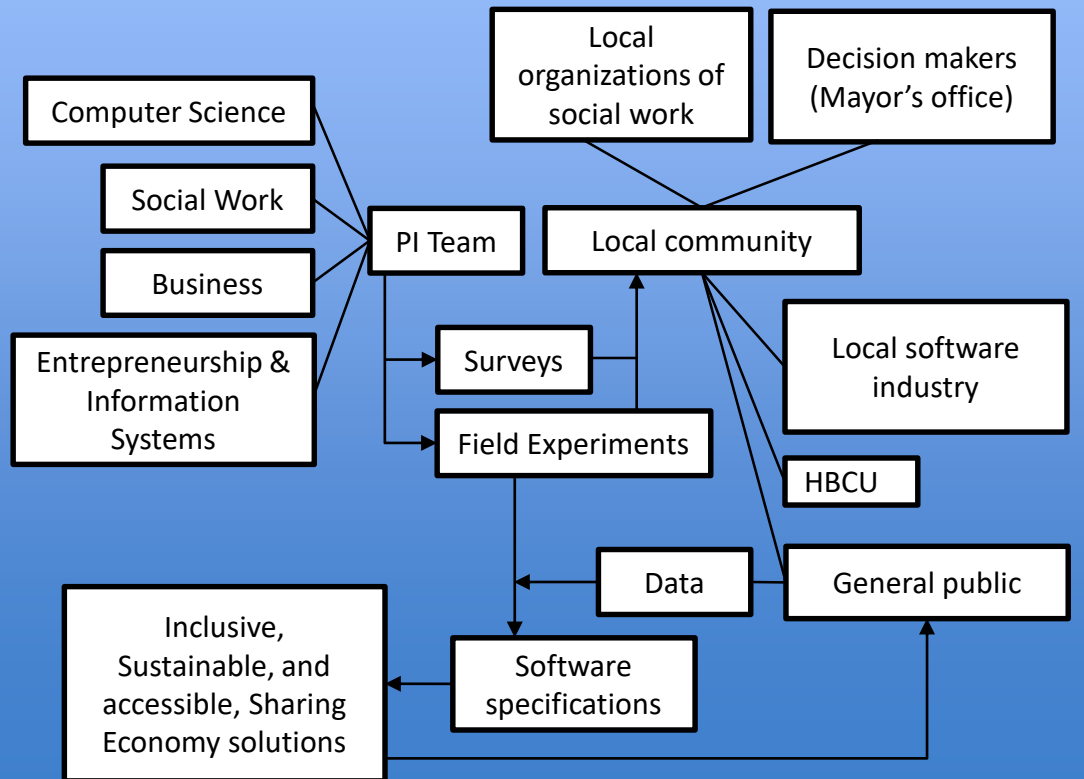 Local
organizations of
social work
Decision makers
(Mayor’s office)
Computer Science
Social Work
PI Team
Local community
Business
Entrepreneurship &
Information
Systems
Surveys
Local software
industry
Field Experiments
HBCU
Data
General public
Inclusive,
Sustainable, and
accessible, Sharing
Economy solutions
Software
specifications